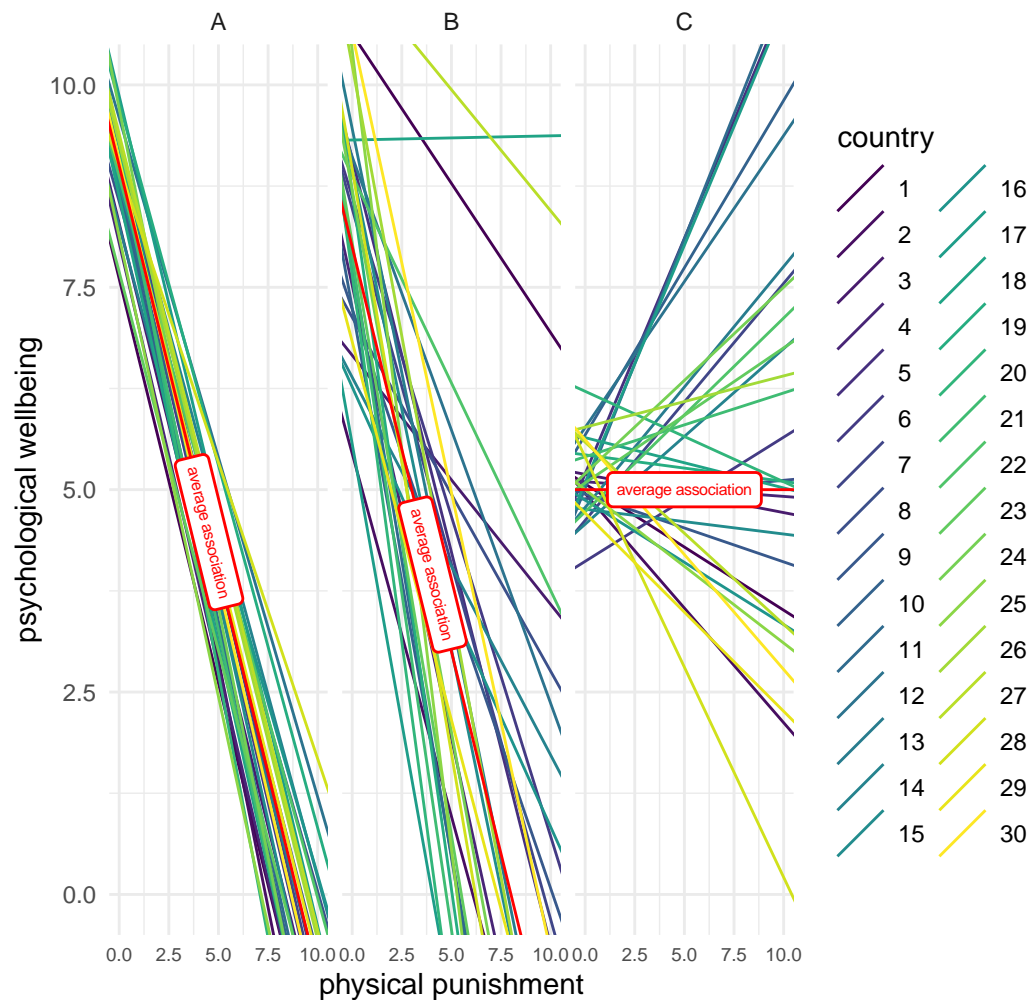 A B C
psychological wellbeing
10.0
7.5
5.0
2.5
0.0
average association
average association
average association
0.0 2.5 5.0 7.5 10.0 0.0 2.5 5.0 7.5 10.0 0.0 2.5 5.0 7.5 10.0
physical punishment
country
1 16
2 17
3 18
4 19
5 20
6 21
7 22
8 23
9 24
10 25
11 26
12 27
13 28
14 29
15 30